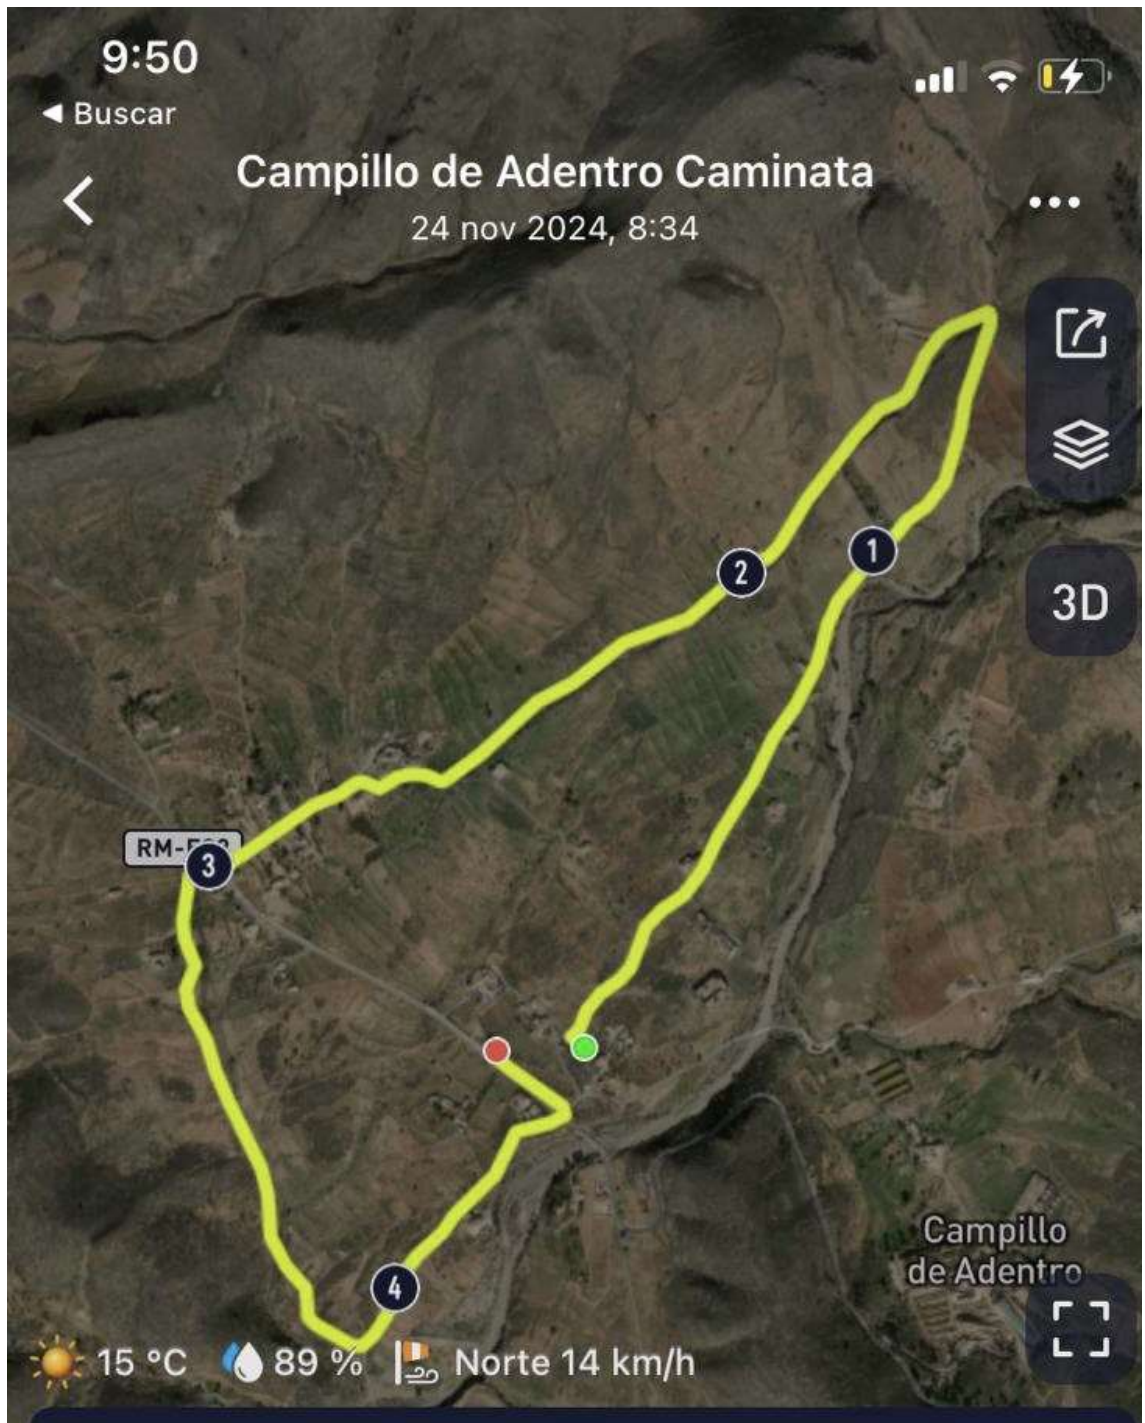 9:50
Buscar
Campillo de Adentro Caminata
24 nov 2024, 8:34
3D
1
2
RM-
3
4
Campillo
de Adentro
15 °C 89 % Norte 14 km/h